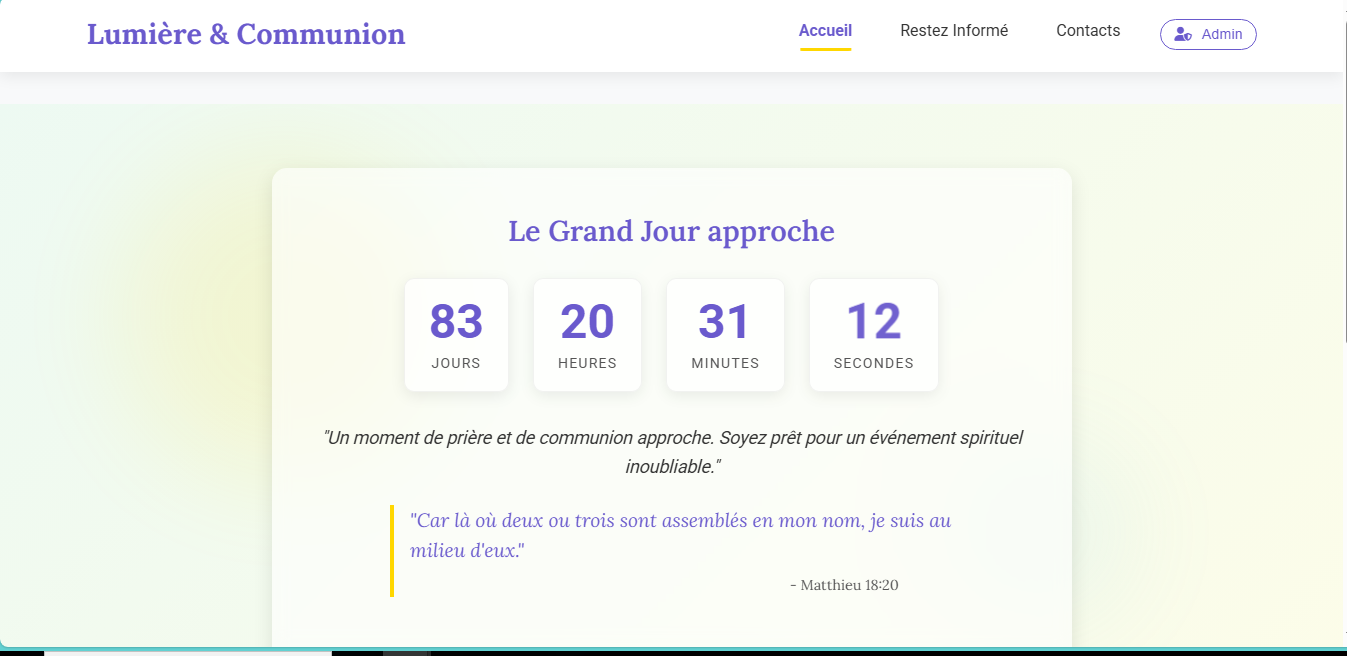 Lumière & Communion
Accueil
Restez Informé
Contacts
Admin
Le Grand Jour approche
83
JOURS
20
HEURES
31
MINUTES
12
SECONDES
"Un moment de prière et de communion approche. Soyez prêt pour un événement spirituel
inoubliable."
"Car là où deux ou trois sont assemblés en mon nom, je suis au
milieu d'eux."
- Matthieu 18:20